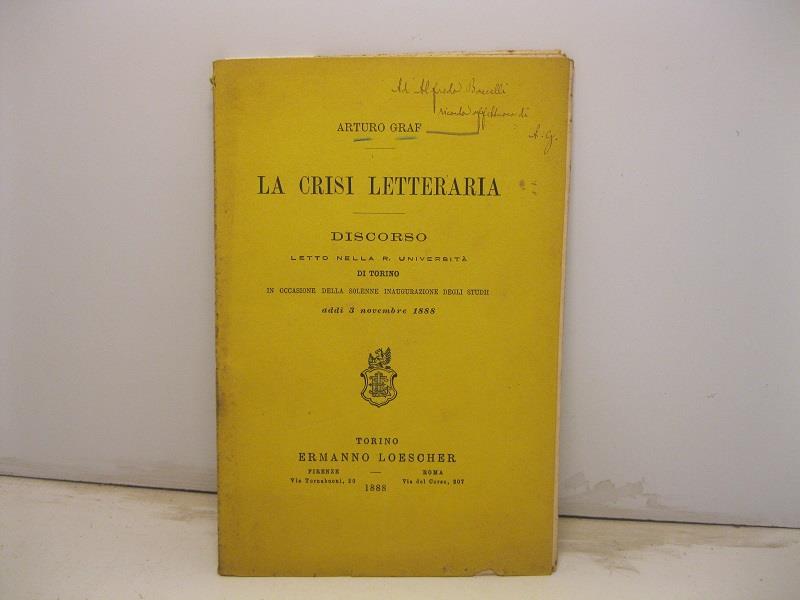 Ad Alfredo Baccelli
ricordo affettuoso di
A. G.
ARTURO GRAF
LA CRISI LETTERARIA
DISCORSO
LETTO NELLA R. UNIVERSITÀ
DI TORINO
IN OCCASIONE DELLA SOLENNE INAUGURAZIONE DEGLI STUDII
addì 3 novembre 1888
TORINO
ERMANNO LOESCHER
FIRENZE — ROMA
Via Tornabuoni, 20 Via del Corso, 307
1888